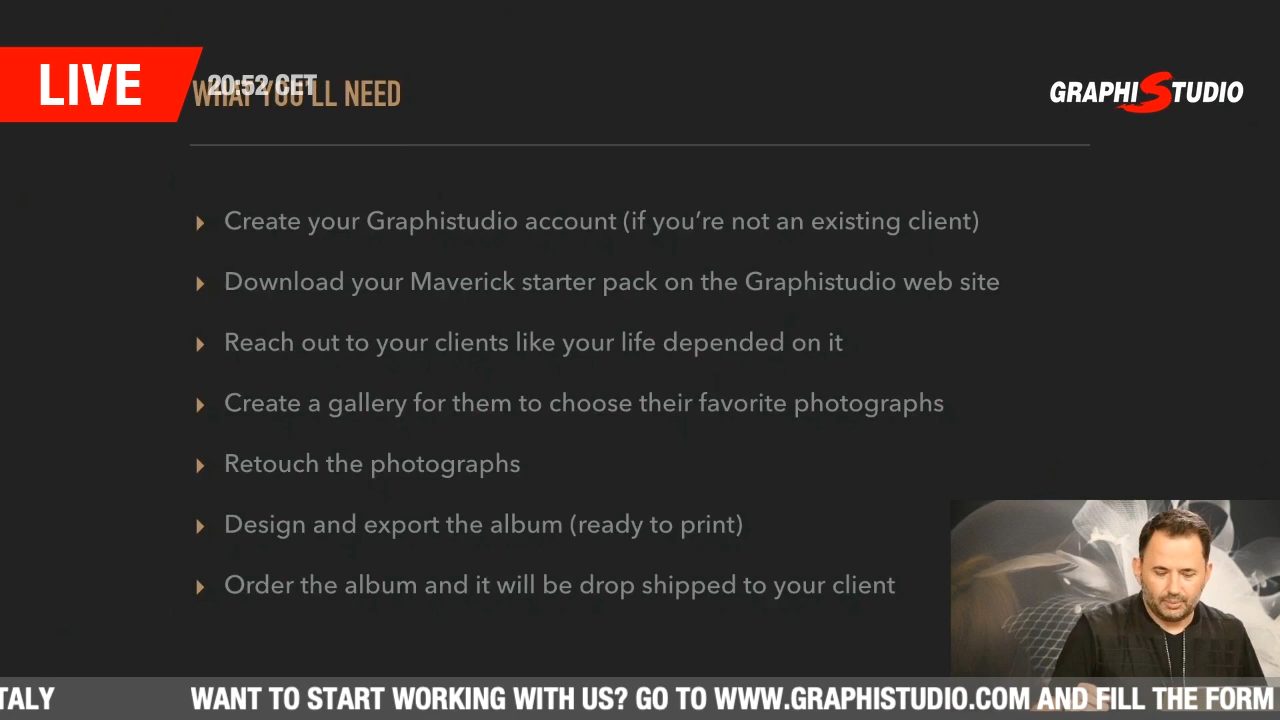 LIVE
20:52 CET
WHAT YOU'LL NEED
GRAPHISTUDIO
Create your Graphistudio account (if you’re not an existing client)
Download your Maverick starter pack on the Graphistudio web site
Reach out to your clients like your life depended on it
Create a gallery for them to choose their favorite photographs
Retouch the photographs
Design and export the album (ready to print)
Order the album and it will be drop shipped to your client
TALY WANT TO START WORKING WITH US? GO TO WWW.GRAPHISTUDIO.COM AND FILL THE FORM